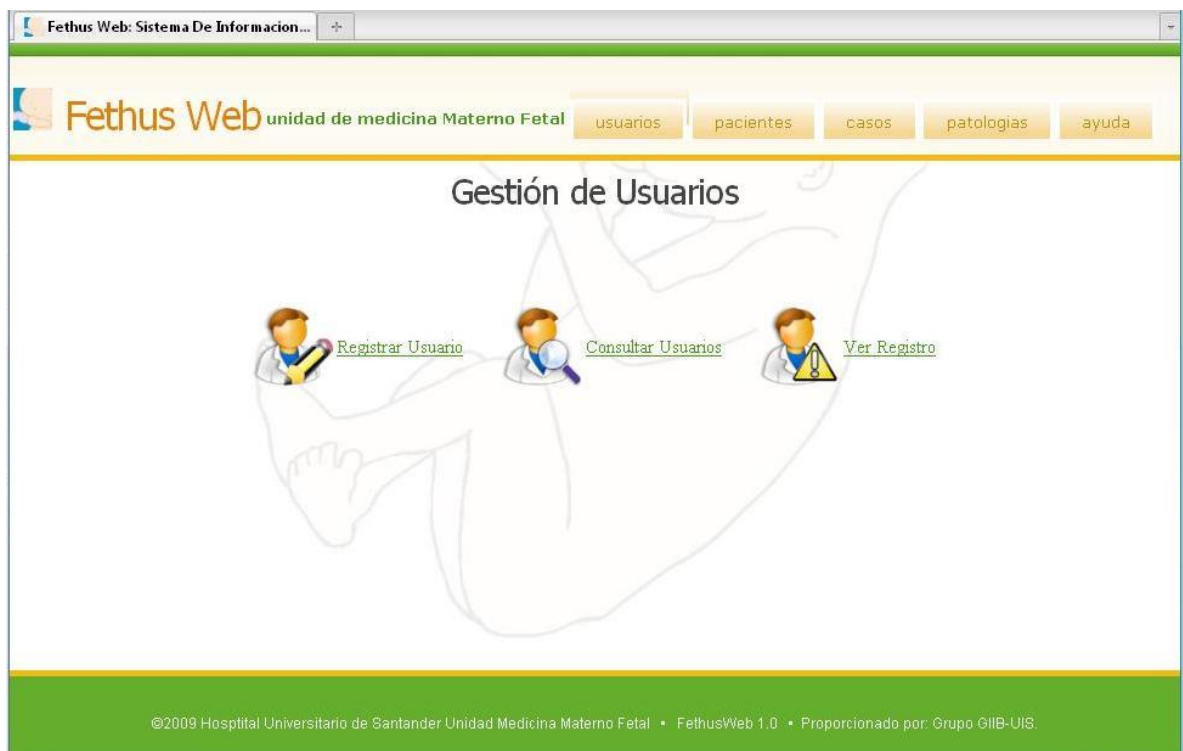 Fethus Web: Sistema De Informacion...
Fethus Web unidad de medicina Materno Fetal usuarios pacientes casos patologias ayuda
Gestión de Usuarios
Registrar Usuario Consultar Usuarios Ver Registro
©2009 Hosptital Universitario de Santander Unidad Medicina Materno Fetal • FethusWeb 1.0 • Proporcionado por: Grupo GIIB-UIS.